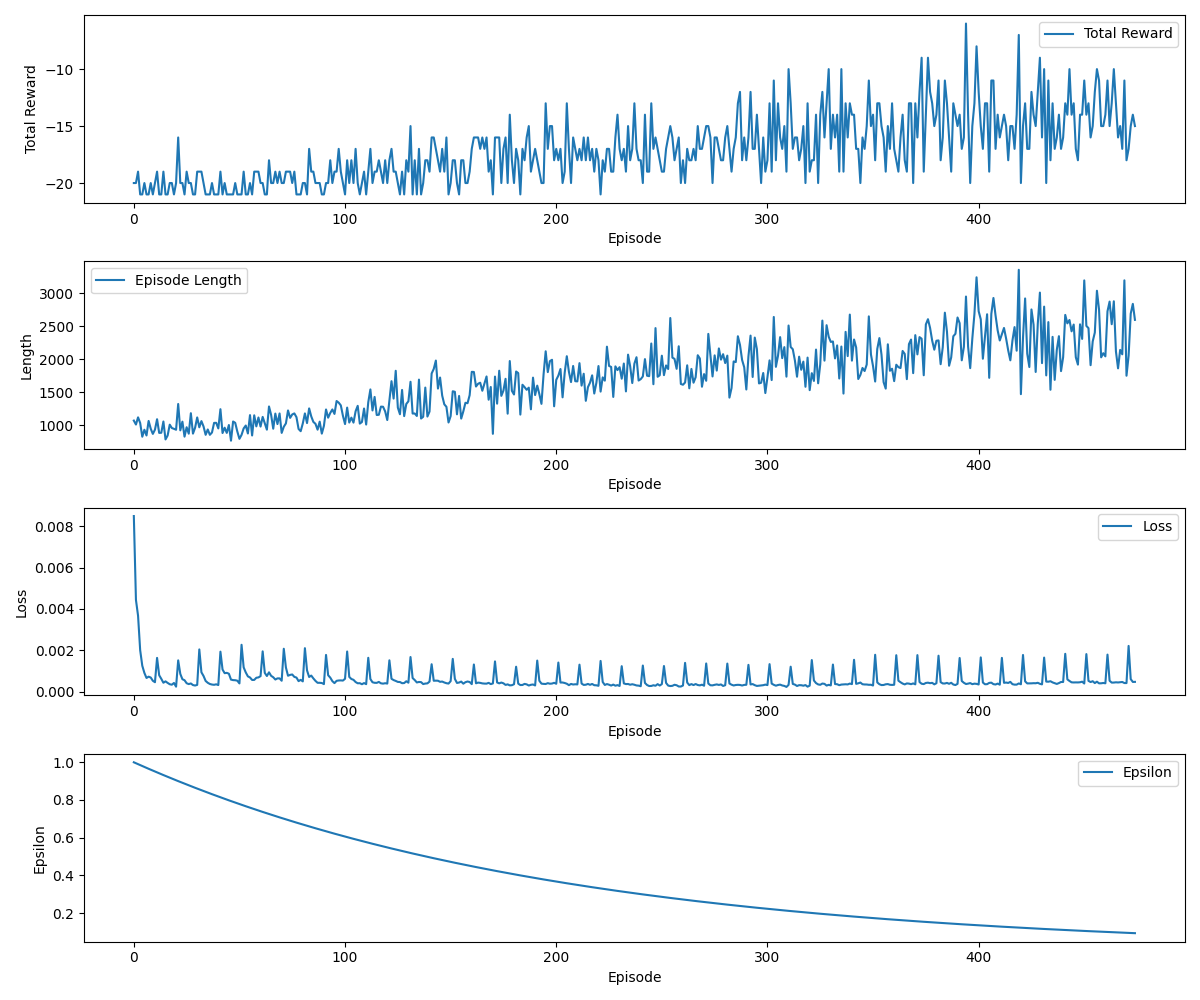 Total Reward
−10
−15
−20
Total Reward
0 100 200 300 400
Episode
Episode Length
3000
2500
2000
1500
1000
Length
0 100 200 300 400
Episode
Loss
0.008
0.006
0.004
0.002
0.000
Loss
0 100 200 300 400
Episode
Epsilon
1.0
0.8
0.6
0.4
0.2
Epsilon
0 100 200 300 400
Episode